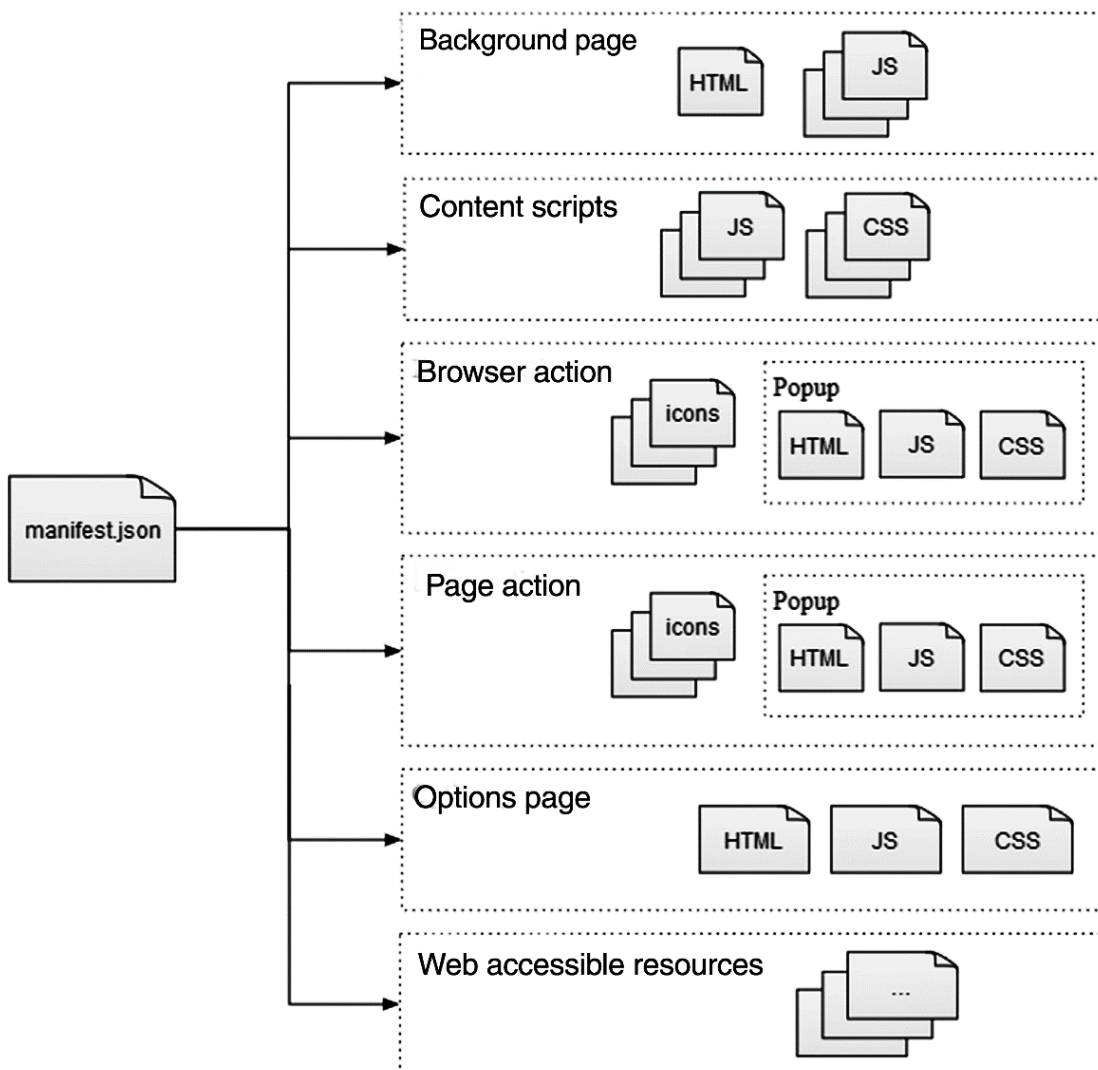 Background page
HTML
JS
Content scripts
JS
CSS
Browser action
icons
Popup
HTML
JS
CSS
manifest.json
Page action
icons
Popup
HTML
JS
CSS
Options page
HTML
JS
CSS
Web accessible resources
...